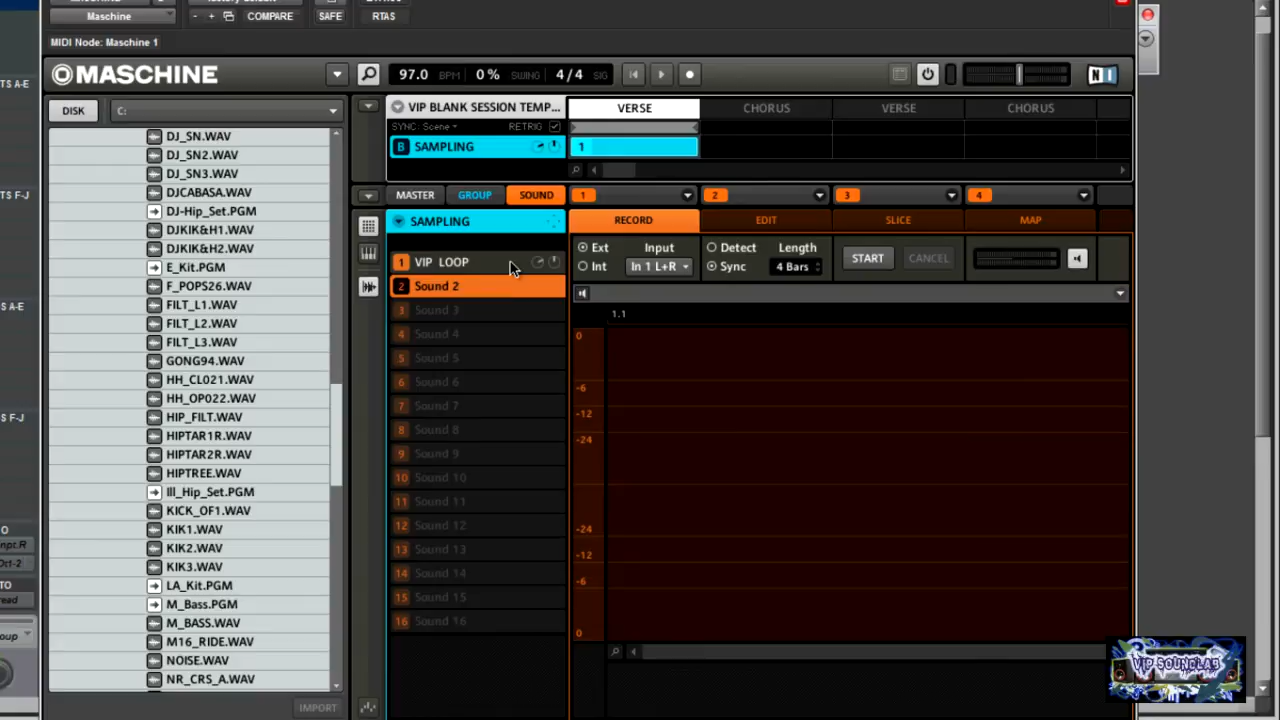 Maschine
- + COMPARE SAFE RTAS
MIDI Node: Maschine 1
MASCHINE
97.0 BPM 0% SWING 4/4 SIG
DISK C:
VIP BLANK SESSION TEMP... VERSE CHORUS VERSE CHORUS
SYNC: Scene RETRIG
B SAMPLING 1
MASTER GROUP SOUND 1 2 3 4
SAMPLING RECORD EDIT SLICE MAP
Ext Input Detect Length START CANCEL
Int In 1 L+R Sync 4 Bars
1.1
0
-6
-12
-24
-24
-12
-6
0
1 VIP LOOP
2 Sound 2
3 Sound 3
4 Sound 4
5 Sound 5
6 Sound 6
7 Sound 7
8 Sound 8
9 Sound 9
10 Sound 10
11 Sound 11
12 Sound 12
13 Sound 13
14 Sound 14
15 Sound 15
16 Sound 16
DJ_SN.WAV
DJ_SN2.WAV
DJ_SN3.WAV
DJCABASA.WAV
DJ-Hip_Set.PGM
DJKIK&H1.WAV
DJKIK&H2.WAV
E_Kit.PGM
F_POPS26.WAV
FILT_L1.WAV
FILT_L2.WAV
FILT_L3.WAV
GONG94.WAV
HH_CL021.WAV
HH_OP022.WAV
HIP_FILT.WAV
HIPTAR1R.WAV
HIPTAR2R.WAV
HIPTREE.WAV
Ill_Hip_Set.PGM
KICK_OF1.WAV
KIK1.WAV
KIK2.WAV
KIK3.WAV
LA_Kit.PGM
M_Bass.PGM
M_BASS.WAV
M16_RIDE.WAV
NOISE.WAV
NR_CRS_A.WAV
IMPORT
TS A-E
TS F-J
S A-E
S F-J
VIP SOUNDLAB